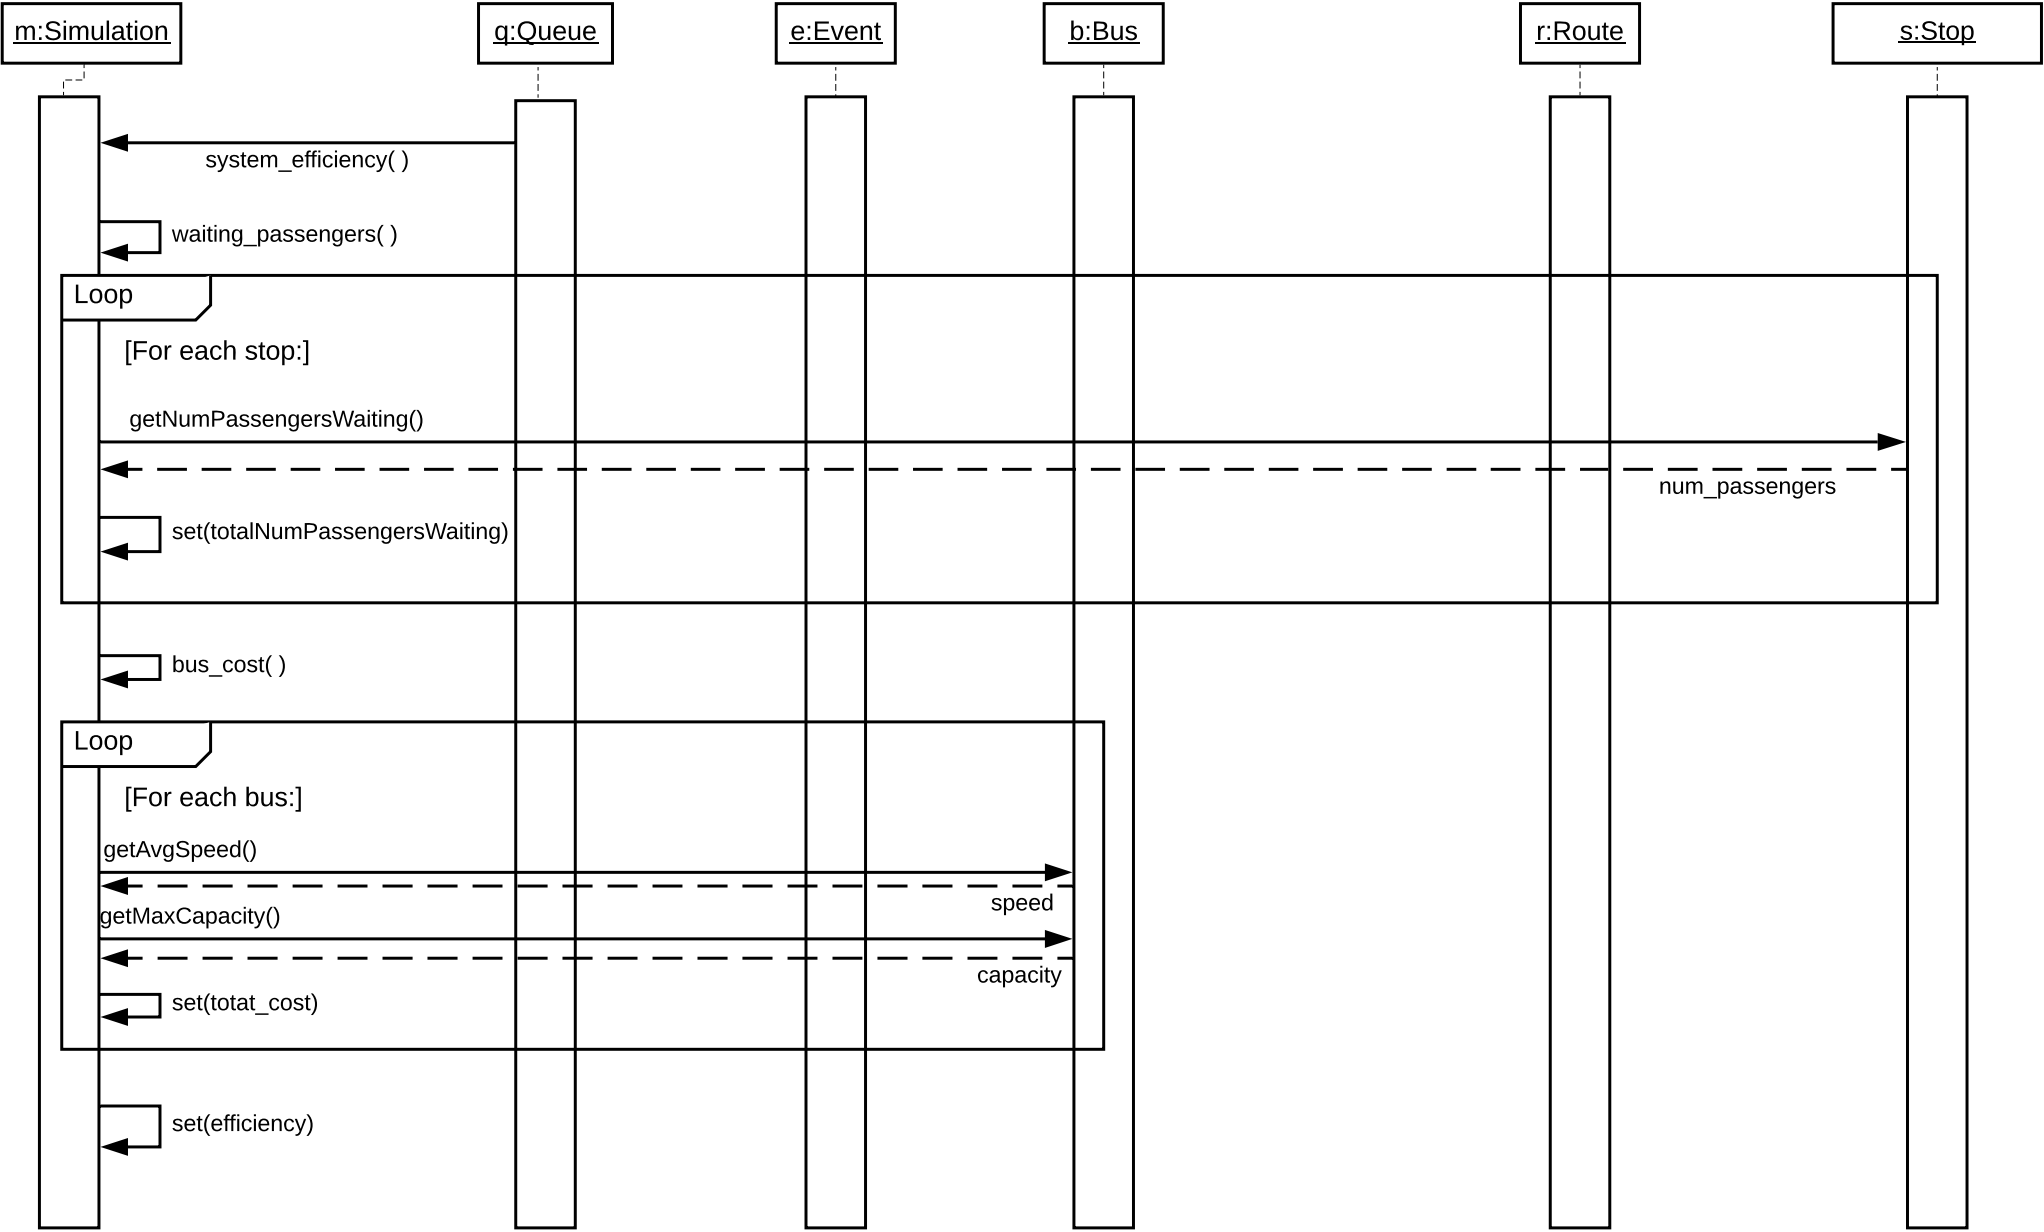 m:Simulation
q:Queue
e:Event
b:Bus
r:Route
s:Stop
system_efficiency( )
waiting_passengers( )
Loop
[For each stop:]
getNumPassengersWaiting()
num_passengers
set(totalNumPassengersWaiting)
bus_cost( )
Loop
[For each bus:]
getAvgSpeed()
speed
getMaxCapacity()
capacity
set(totat_cost)
set(efficiency)